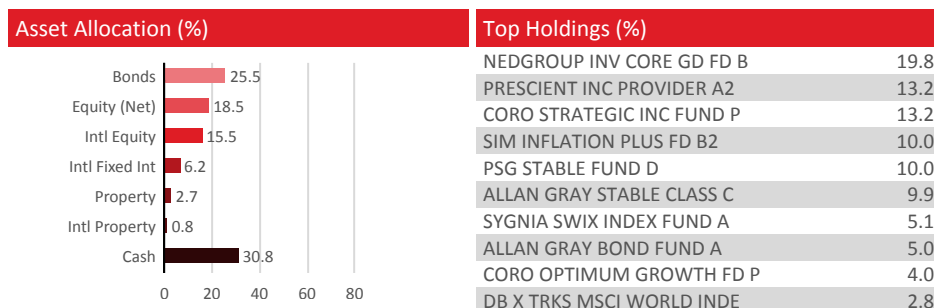 Asset Allocation (%)
Bonds 25.5
Equity (Net) 18.5
Intl Equity 15.5
Intl Fixed Int 6.2
Property 2.7
Intl Property 0.8
Cash 30.8
0 20 40 60 80
Top Holdings (%)
NEDGROUP INV CORE GD FD B 19.8
PRESCIENT INC PROVIDER A2 13.2
CORO STRATEGIC INC FUND P 13.2
SIM INFLATION PLUS FD B2 10.0
PSG STABLE FUND D 10.0
ALLAN GRAY STABLE CLASS C 9.9
SYGNIA SWIX INDEX FUND A 5.1
ALLAN GRAY BOND FUND A 5.0
CORO OPTIMUM GROWTH FD P 4.0
DB X TRKS MSCI WORLD INDE 2.8